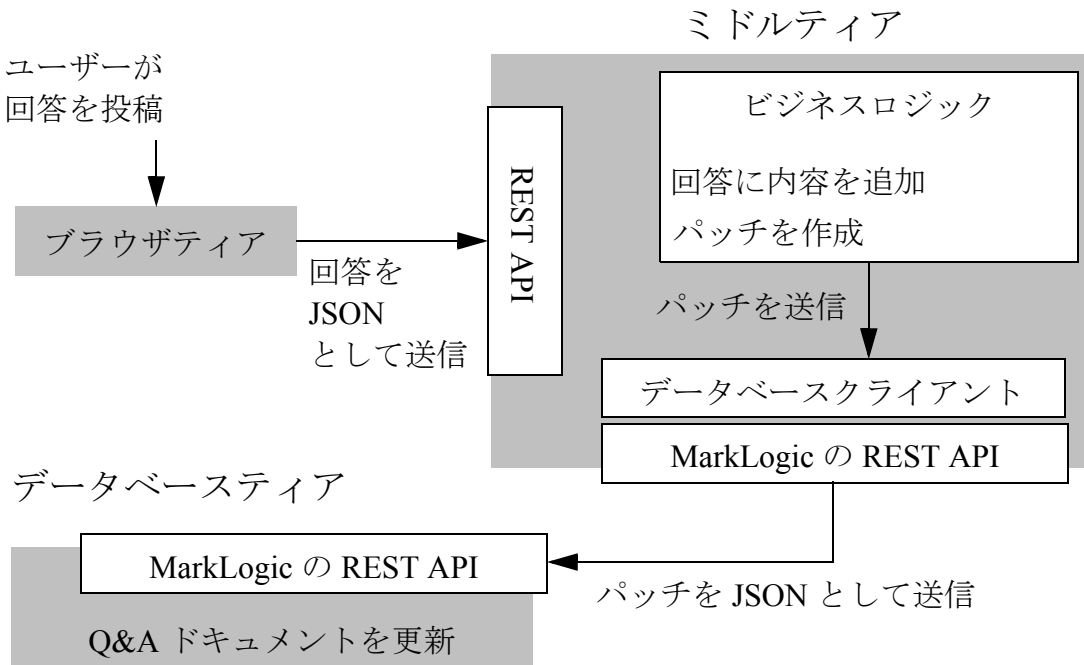 ミドルティア
ユーザーが
回答を投稿
ブラウザティア
回答を
JSON
として送信
REST API
ビジネスロジック
回答に内容を追加
パッチを作成
パッチを送信
データベースクライアント
MarkLogic の REST API
データベースティア
MarkLogic の REST API
パッチを JSON として送信
Q&A ドキュメントを更新